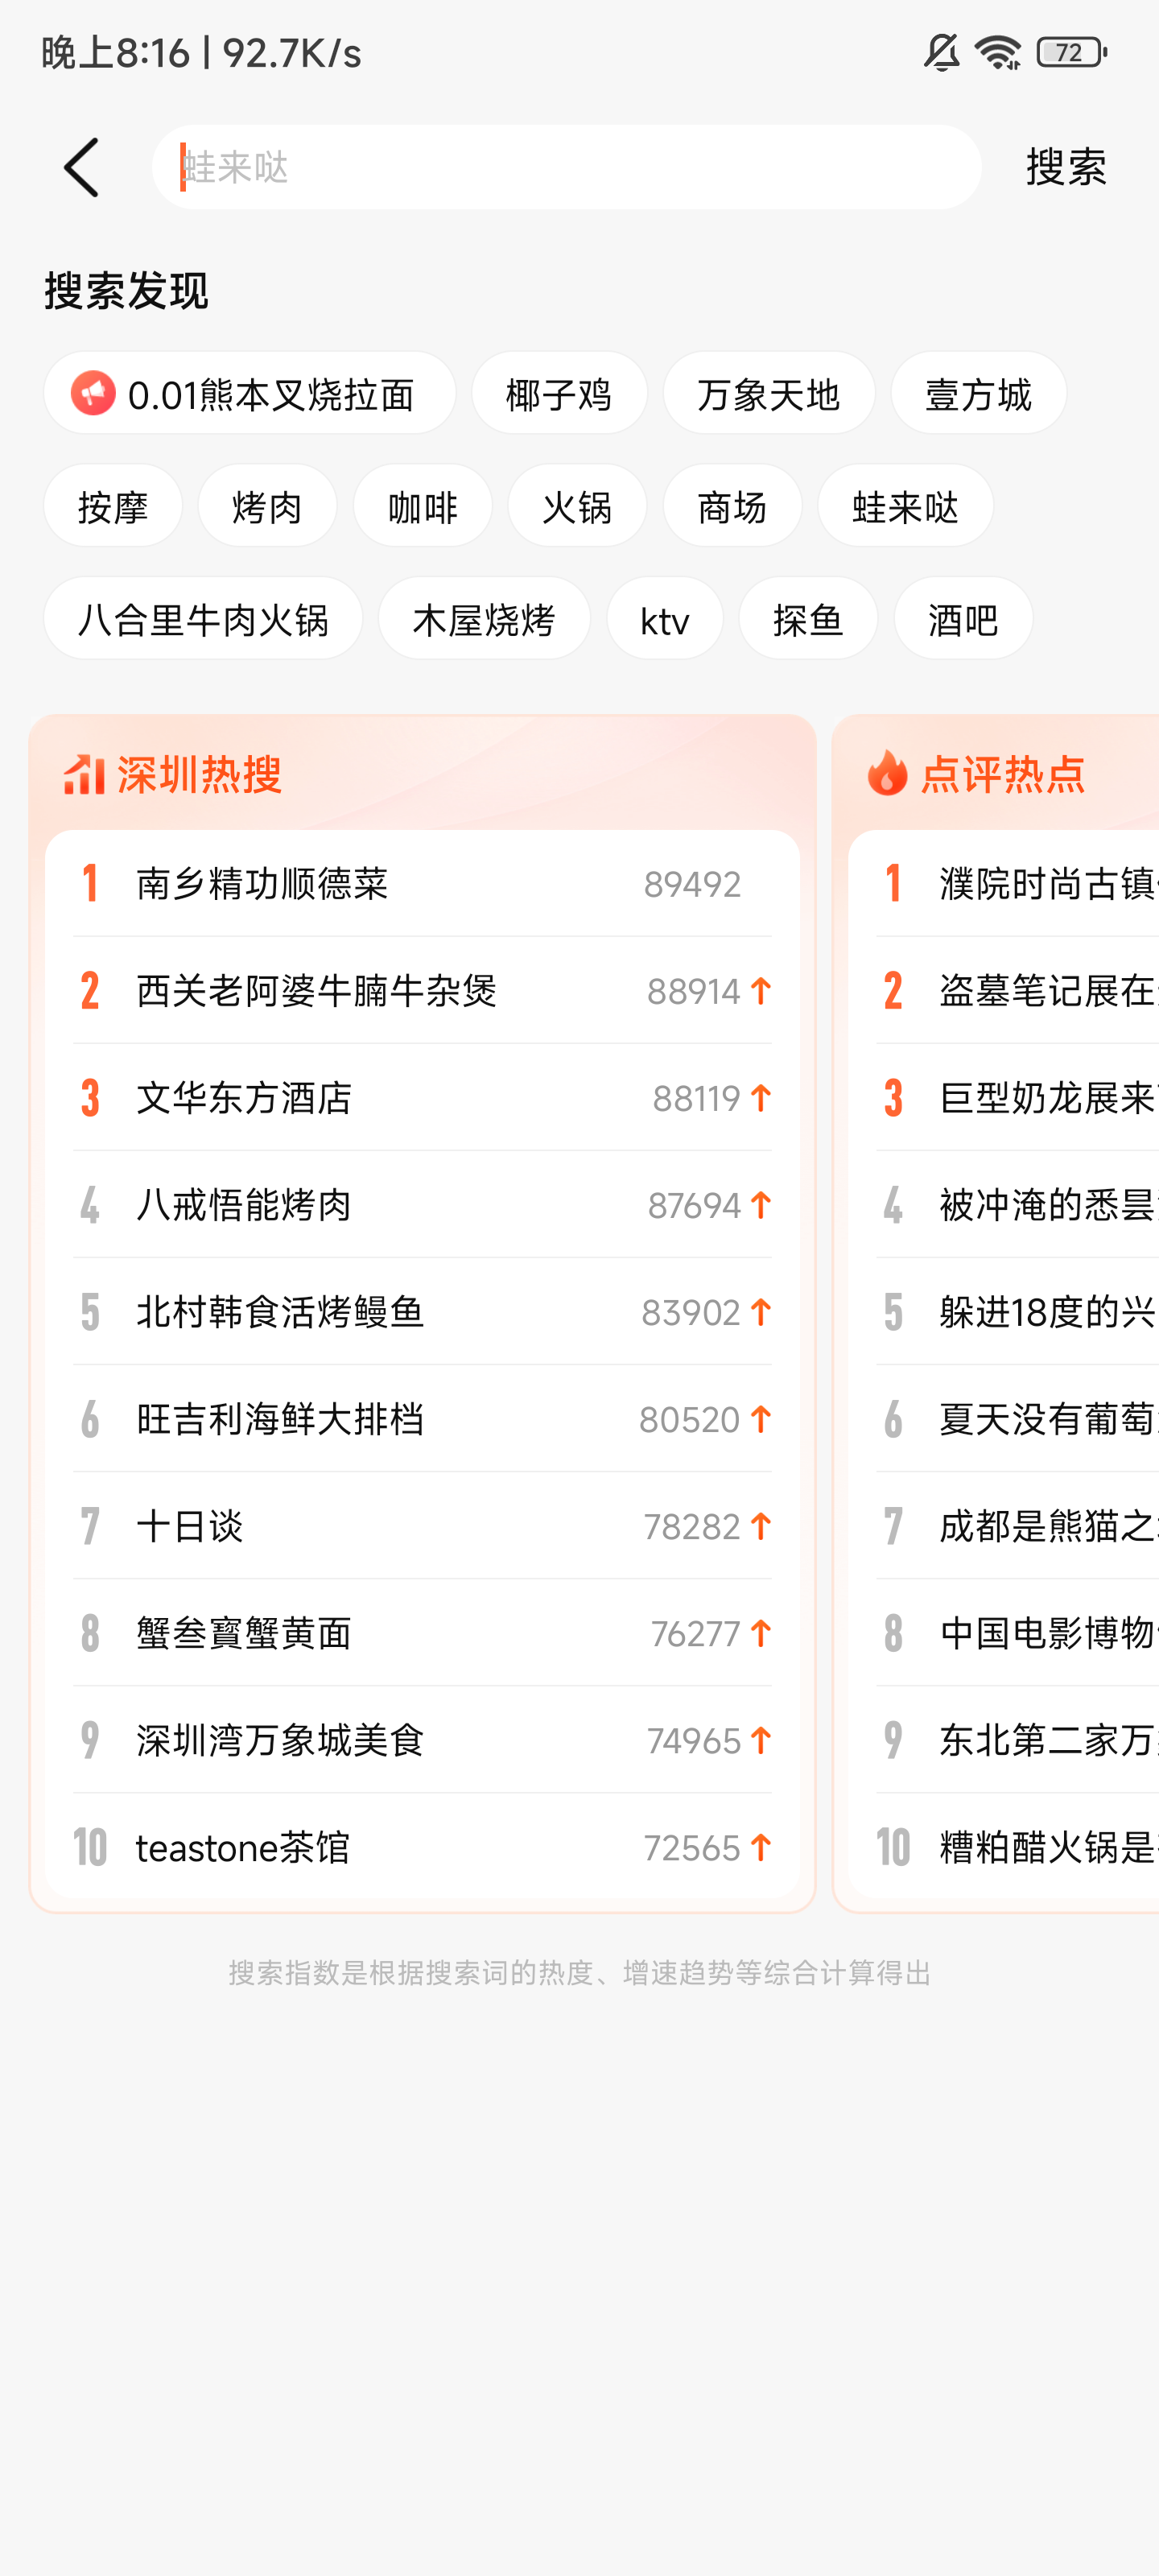 晚上8:16 | 92.7K/s
72
蛙来哒
搜索
搜索发现
0.01熊本叉烧拉面 椰子鸡 万象天地 壹方城
按摩 烤肉 咖啡 火锅 商场 蛙来哒
八合里牛肉火锅 木屋烧烤 ktv 探鱼 酒吧
深圳热搜
1 南乡精功顺德菜 89492
2 西关老阿婆牛腩牛杂煲 88914
3 文华东方酒店 88119
4 八戒悟能烤肉 87694
5 北村韩食活烤鳗鱼 83902
6 旺吉利海鲜大排档 80520
7 十日谈 78282
8 蟹叁寳蟹黄面 76277
9 深圳湾万象城美食 74965
10 teastone茶馆 72565
点评热点
1 濮院时尚古镇
2 盗墓笔记展在
3 巨型奶龙展来
4 被冲淹的悉昙
5 躲进18度的兴
6 夏天没有葡萄
7 成都是熊猫之
8 中国电影博物
9 东北第二家万
10 糟粕醋火锅是
搜索指数是根据搜索词的热度、增速趋势等综合计算得出